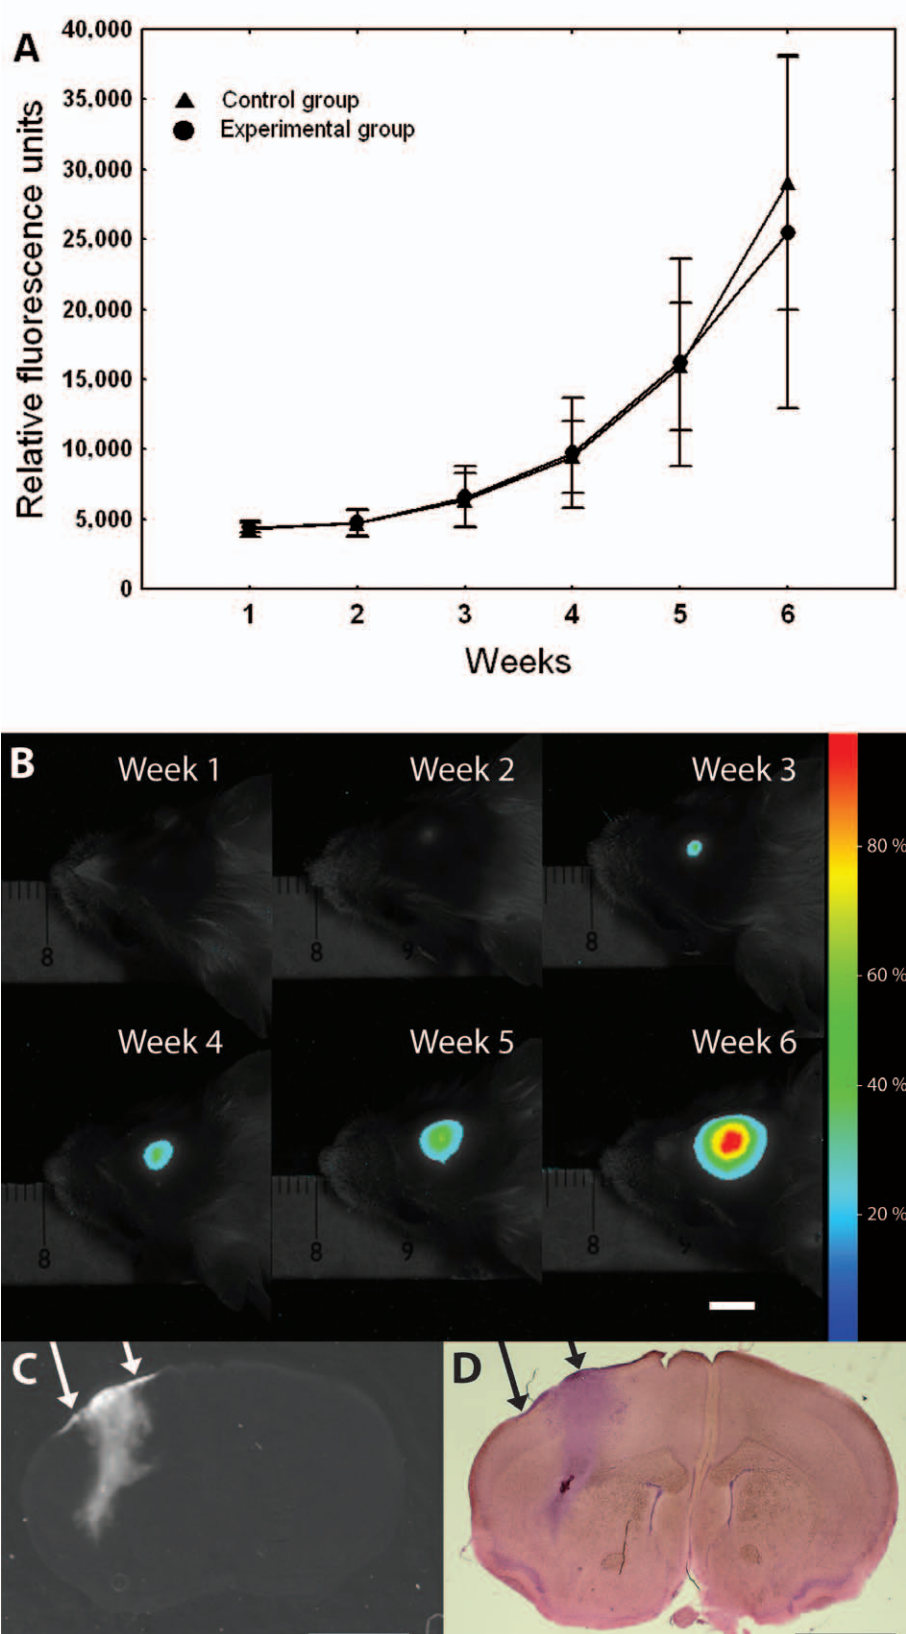 A
40,000
35,000
30,000
25,000
20,000
15,000
10,000
5,000
0
Relative fluorescence units
Control group
Experimental group
1 2 3 4 5 6
Weeks
B
Week 1 Week 2 Week 3
8 8 9 8
Week 4 Week 5 Week 6
8 8 9 8 9
80 %
60 %
40 %
20 %
C D